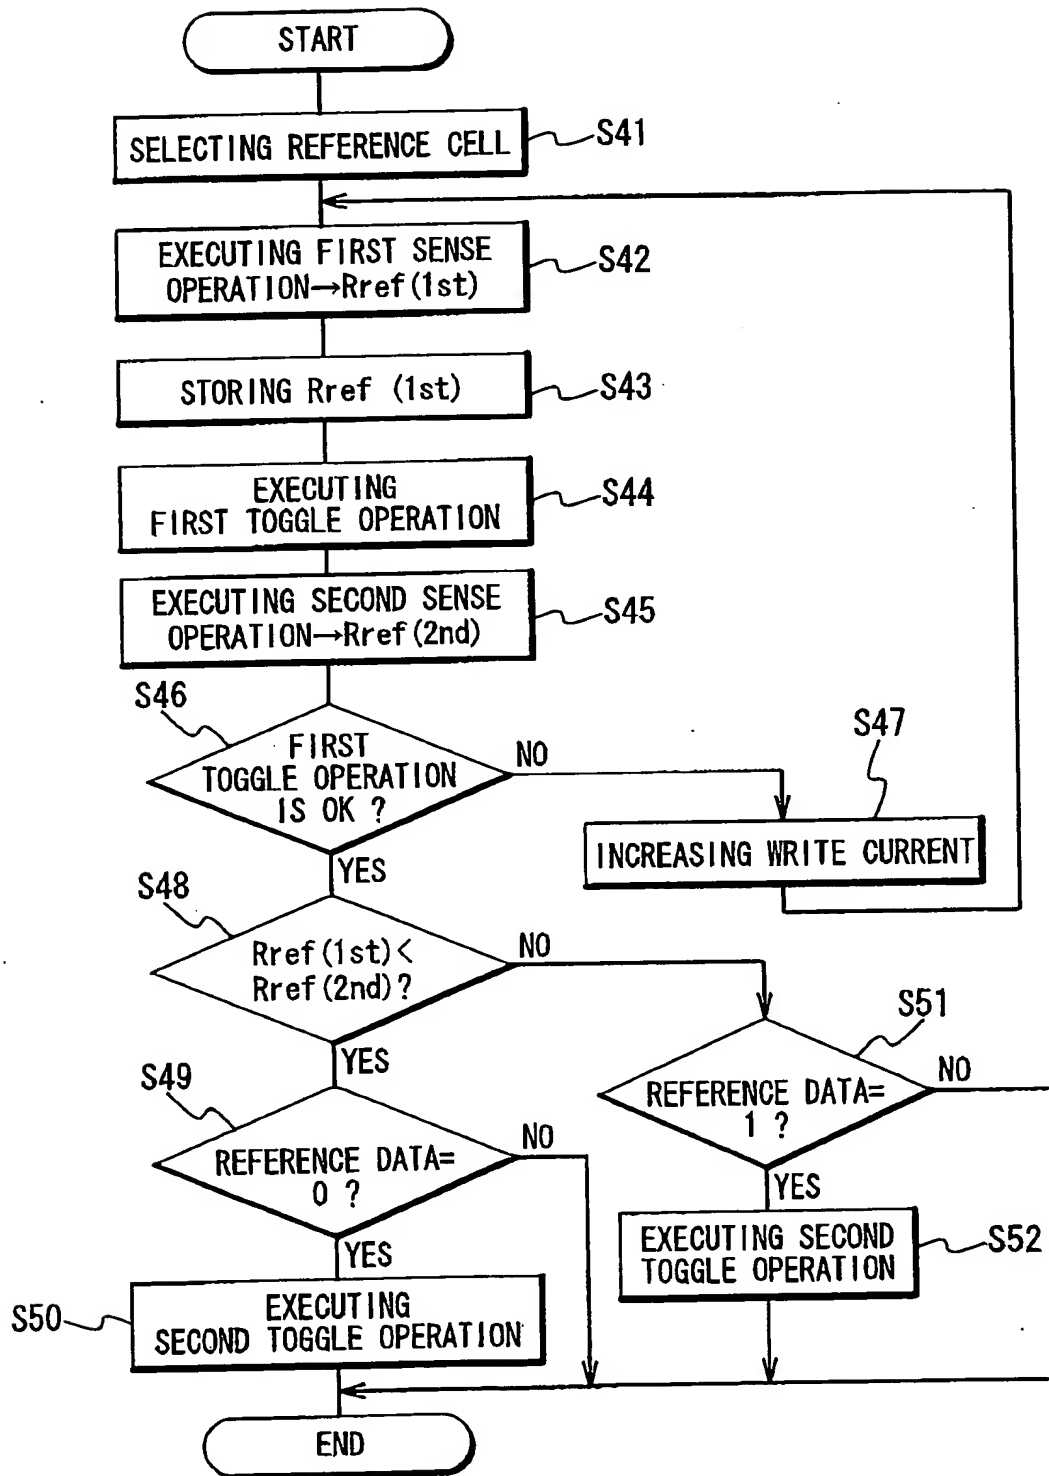 START
SELECTING REFERENCE CELL
S41
EXECUTING FIRST SENSE
OPERATION→Rref(1st)
S42
STORING Rref (1st)
S43
EXECUTING
FIRST TOGGLE OPERATION
S44
EXECUTING SECOND SENSE
OPERATION→Rref(2nd)
S45
S46
FIRST
TOGGLE OPERATION
IS OK ?
NO
YES
S47
INCREASING WRITE CURRENT
S48
Rref(1st)<
Rref(2nd)?
NO
YES
S49
REFERENCE DATA=
0 ?
NO
YES
S51
REFERENCE DATA=
1 ?
NO
YES
S50
EXECUTING
SECOND TOGGLE OPERATION
EXECUTING SECOND
TOGGLE OPERATION
S52
END